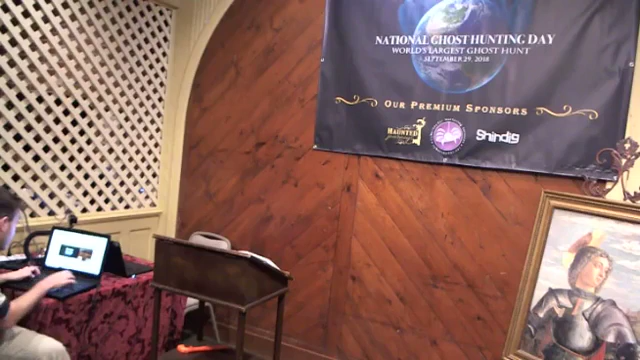 NATIONAL GHOST HUNTING DAY
WORLD'S LARGEST GHOST HUNT
- SEPTEMBER 29, 2018
OUR PREMIUM SPONSORS
HAUNTED
Shindig